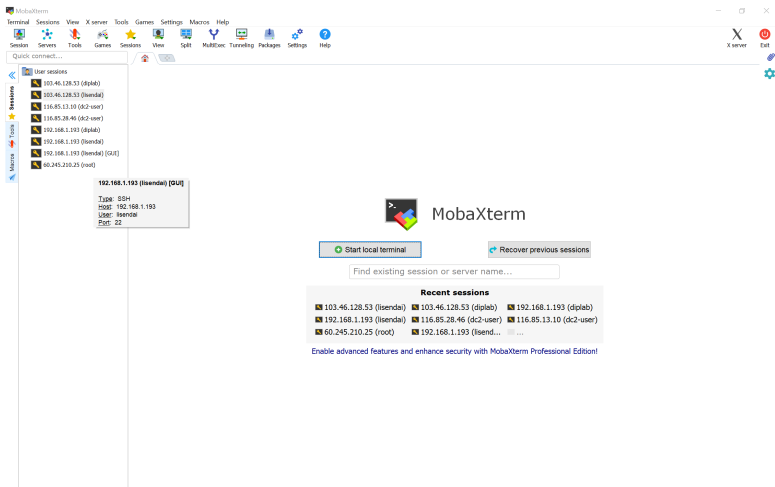 MobaXterm
Terminal Sessions View X server Tools Games Settings Macros Help
Session Servers Tools Games Sessions View Split MultiExec Tunneling Packages Settings Help X server Exit
Quick connect...
User sessions
103.46.128.53 (diplab)
103.46.128.53 (lisendai)
116.85.13.10 (dc2-user)
116.85.28.46 (dc2-user)
192.168.1.193 (diplab)
192.168.1.193 (lisendai)
192.168.1.193 (lisendai) [GUI]
60.245.210.25 (root)
Sessions
Tools
Macros
192.168.1.193 (lisendai) [GUI]
Type: SSH
Host: 192.168.1.193
User: lisendai
Port: 22
MobaXterm
Start local terminal Recover previous sessions
Find existing session or server name...
Recent sessions
103.46.128.53 (lisendai) 103.46.128.53 (diplab) 192.168.1.193 (diplab)
192.168.1.193 (lisendai) 116.85.28.46 (dc2-user) 116.85.13.10 (dc2-user)
60.245.210.25 (root) 192.168.1.193 (lisend... ...
Enable advanced features and enhance security with MobaXterm Professional Edition!